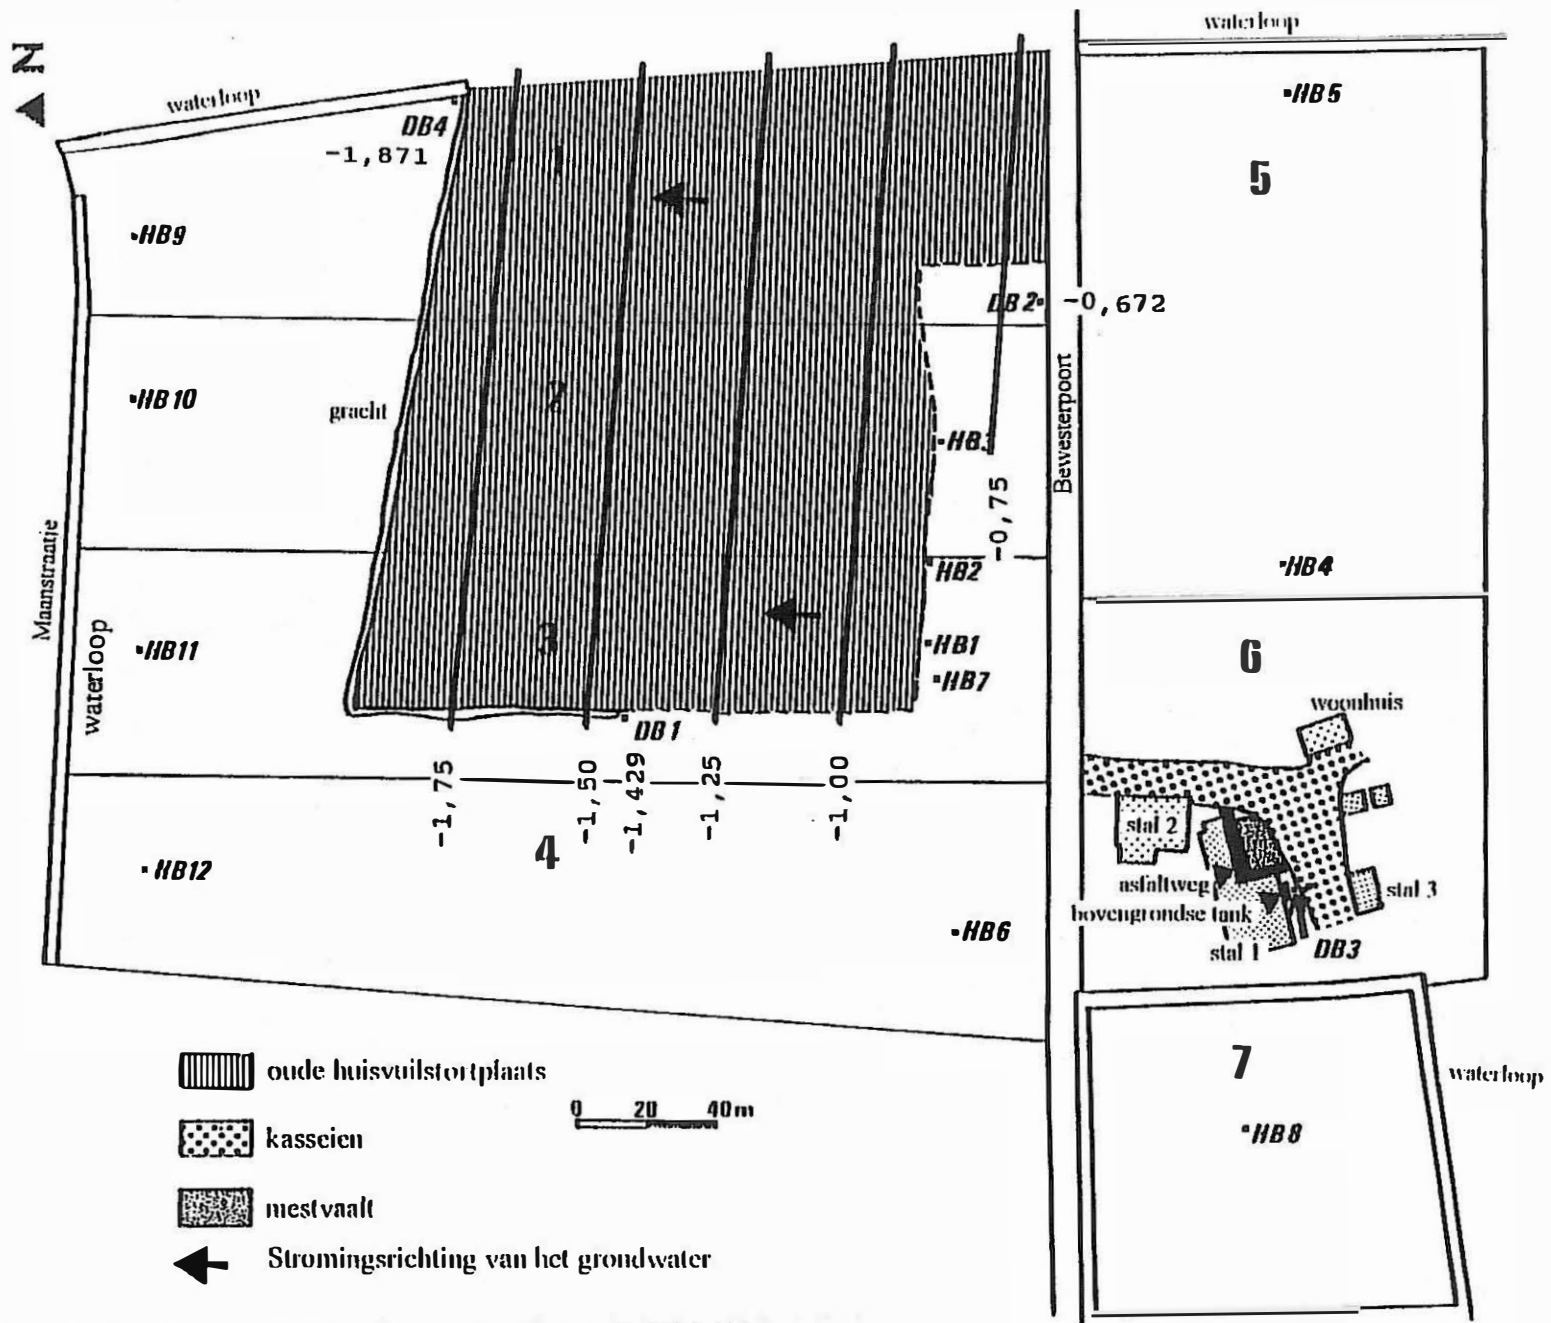 waterloop
N
waterloop
HB5
DB4
-1,871
1
5
HB9
DB2
-0,672
HB10
2
gracht
Bewesterpoort
HB3
-0,75
HB2
HB4
Maanstraatje
waterloop
HB11
3
HB1
HB7
6
woonhuis
DB1
-1,75
-1,50
-1,429
-1,25
-1,00
stal 2
4
HB12
asfaltweg
stal 3
bovengrondse tank
HB6
stal 1
DB3
7
oude huisvuilstortplaats
waterloop
0 20 40m
kasseien
HB8
mestvaalt
Stromingsrichting van het grondwater